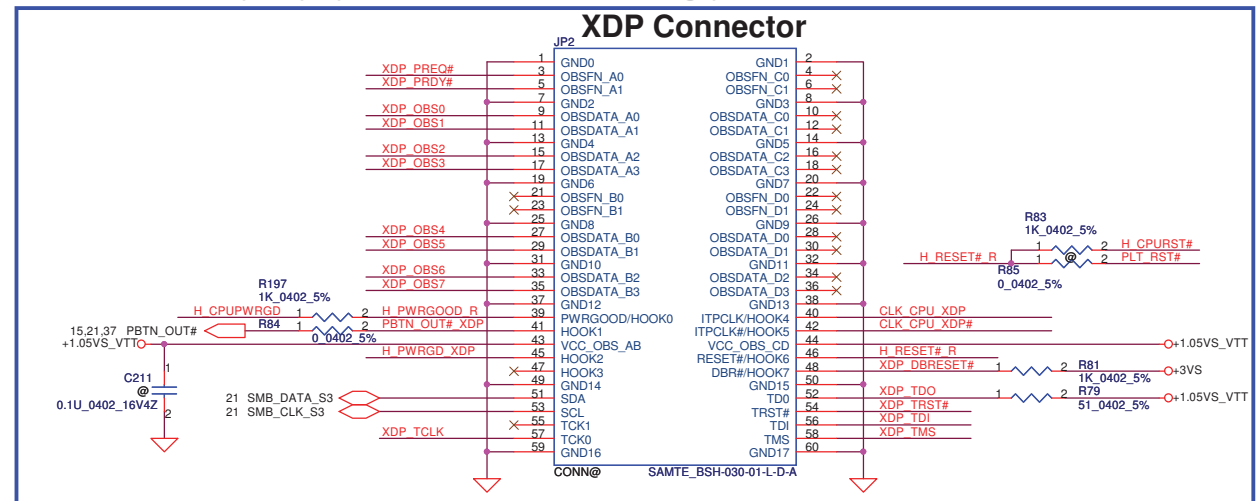 XDP Connector
JP2
1 GND0 GND1 2
XDP_PREQ# 3 OBSFN_A0 OBSFN_C0 4
XDP_PRDY# 5 OBSFN_A1 OBSFN_C1 6
7 GND2 GND3 8
XDP_OBS0 9 OBSDATA_A0 OBSDATA_C0 10
XDP_OBS1 11 OBSDATA_A1 OBSDATA_C1 12
13 GND4 GND5 14
XDP_OBS2 15 OBSDATA_A2 OBSDATA_C2 16
XDP_OBS3 17 OBSDATA_A3 OBSDATA_C3 18
19 GND6 GND7 20
21 OBSFN_B0 OBSFN_D0 22
23 OBSFN_B1 OBSFN_D1 24
25 GND8 GND9 26
XDP_OBS4 27 OBSDATA_B0 OBSDATA_D0 28
XDP_OBS5 29 OBSDATA_B1 OBSDATA_D1 30
31 GND10 GND11 32
XDP_OBS6 33 OBSDATA_B2 OBSDATA_D2 34
XDP_OBS7 35 OBSDATA_B3 OBSDATA_D3 36
37 GND12 GND13 38
R83
1K_0402_5%
1 2 H_CPURST#
H_RESET#_R 1 @ 2 PLT_RST#
R85
0_0402_5%
R197
1K_0402_5%
H_CPUPWRGD 1 2 H_PWRGOOD_R 39 PWRGOOD/HOOK0 ITPCLK/HOOK4 40 CLK_CPU_XDP
15,21,37 PBTN_OUT# R84 1 2 PBTN_OUT#_XDP 41 HOOK1 ITPCLK#/HOOK5 42 CLK_CPU_XDP#
0_0402_5%
+1.05VS_VTT 43 VCC_OBS_AB VCC_OBS_CD 44 +1.05VS_VTT
H_PWRGD_XDP 45 HOOK2 RESET#/HOOK6 46 H_RESET#_R
47 HOOK3 DBR#/HOOK7 48 XDP_DBRESET# 1 2 R81 +3VS
1K_0402_5%
1
C211
@
0.1U_0402_16V4Z
2
49 GND14 GND15 50
21 SMB_DATA_S3 51 SDA TD0 52 XDP_TDO 1 2 R79 +1.05VS_VTT
51_0402_5%
21 SMB_CLK_S3 53 SCL TRST# 54 XDP_TRST#
55 TCK1 TDI 56 XDP_TDI
XDP_TCLK 57 TCK0 TMS 58 XDP_TMS
59 GND16 GND17 60
CONN@ SAMTE_BSH-030-01-L-D-A